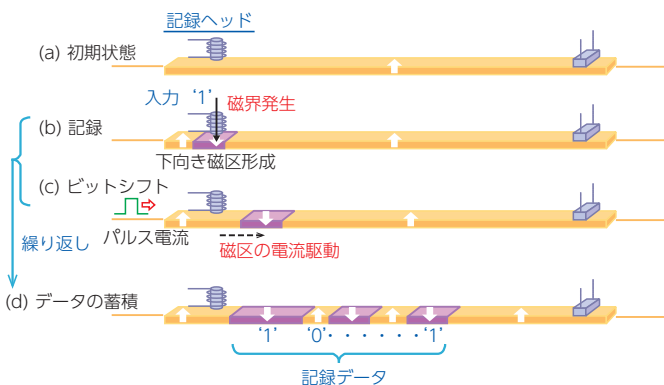 記録ヘッド
(a) 初期状態
入力 ‘1’ 磁界発生
(b) 記録
下向き磁区形成
(c) ビットシフト
パルス電流
磁区の電流駆動
繰り返し
(d) データの蓄積
‘1’ ‘0’・・・・・・‘1’
記録データ